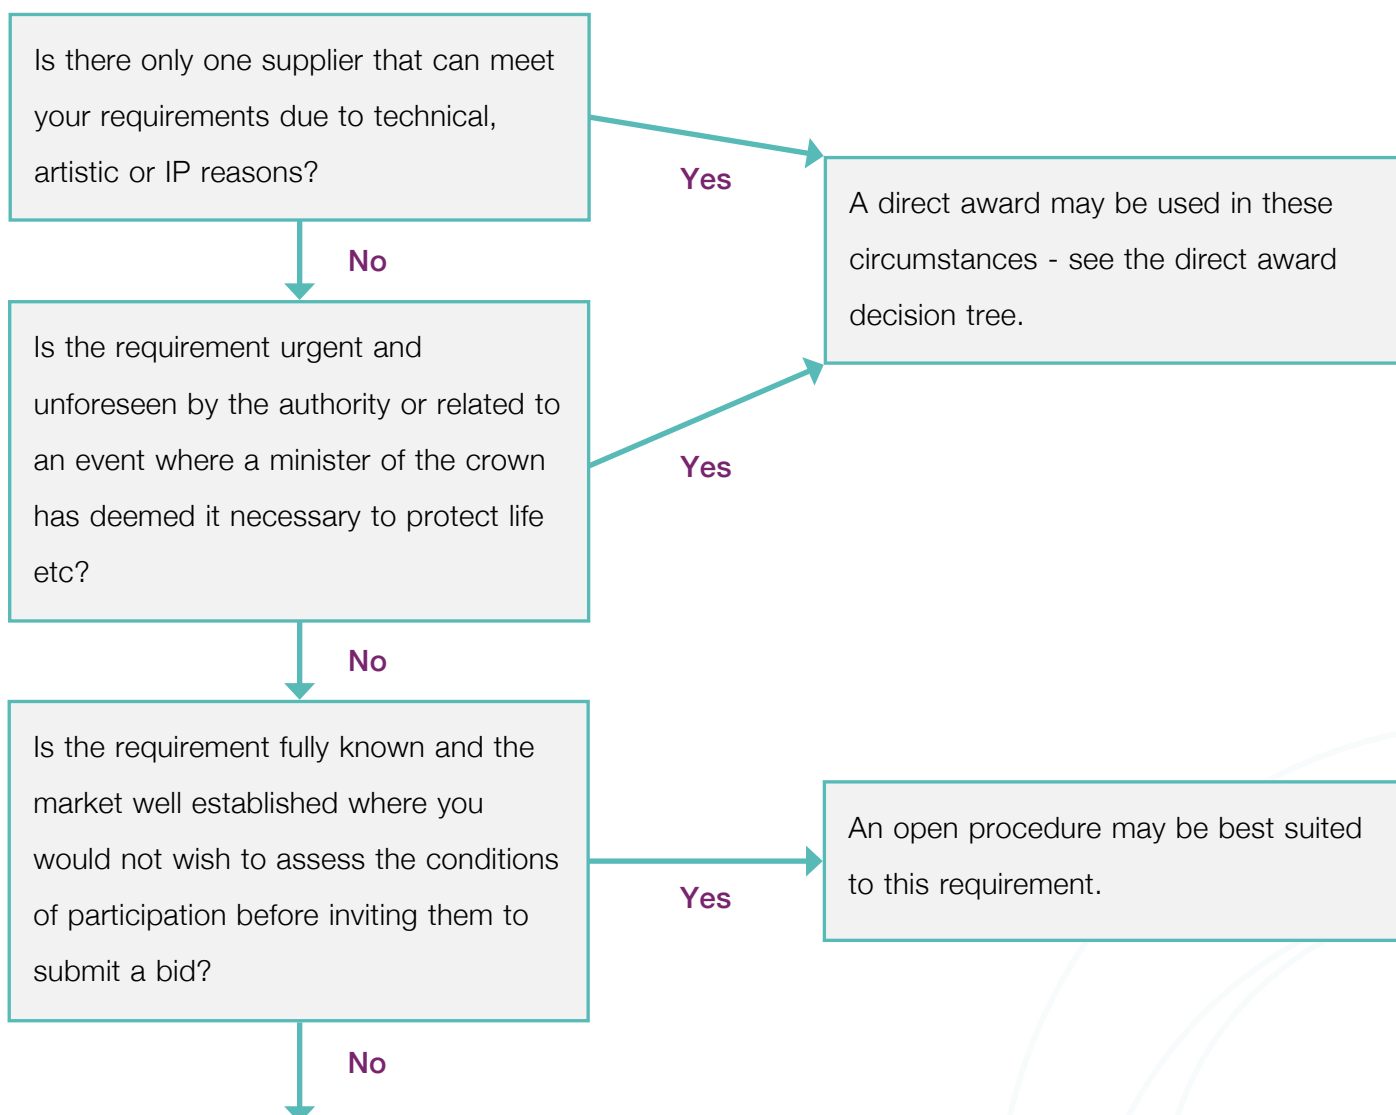 Is there only one supplier that can meet
your requirements due to technical,
artistic or IP reasons?
Yes
A direct award may be used in these
circumstances - see the direct award
decision tree.
No
Is the requirement urgent and
unforeseen by the authority or related to
an event where a minister of the crown
has deemed it necessary to protect life
etc?
Yes
No
Is the requirement fully known and the
market well established where you
would not wish to assess the conditions
of participation before inviting them to
submit a bid?
Yes
An open procedure may be best suited
to this requirement.
No